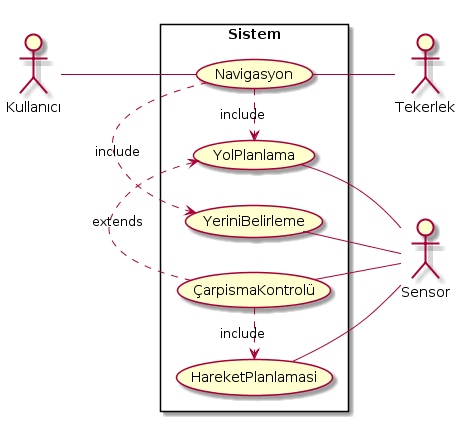 Sistem
Navigasyon
Kullanıcı
Tekerlek
include
YolPlanlama
include
YeriniBelirleme
extends
ÇarpismaKontrolü
Sensor
include
HareketPlanlamasi